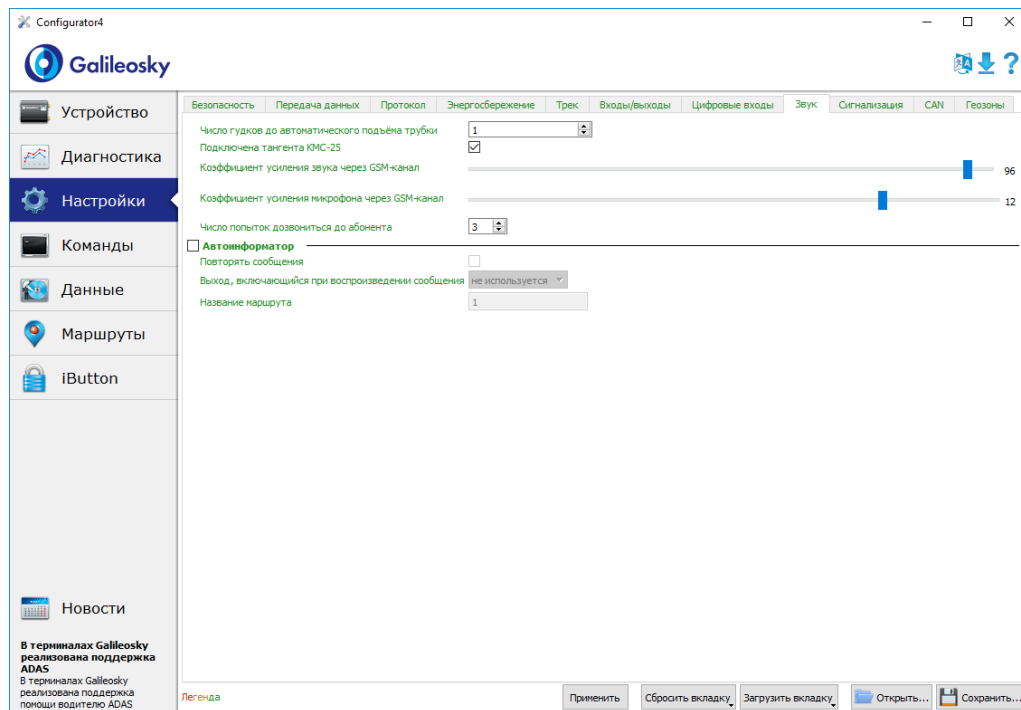 Configurator4
Galileosky
Устройство
Диагностика
Настройки
Команды
Данные
Маршруты
iButton
Новости
В терминалах Galileosky
реализована поддержка
ADAS
В терминалах Galileosky
реализована поддержка
помощи водителю ADAS
Безопасность Передача данных Протокол Энергосбережение Трек Входы/выходы Цифровые входы Звук Сигнализация CAN Геозоны
Число гудков до автоматического подъёма трубки 1
Подключена тангента КМС-25
Коэффициент усиления звука через GSM-канал 96
Коэффициент усиления микрофона через GSM-канал 12
Число попыток дозвониться до абонента 3
Автоинформатор
Повторять сообщения
Выход, включающийся при воспроизведении сообщения не используется
Название маршрута 1
Легенда Применить Сбросить вкладку Загрузить вкладку Открыть... Сохранить...